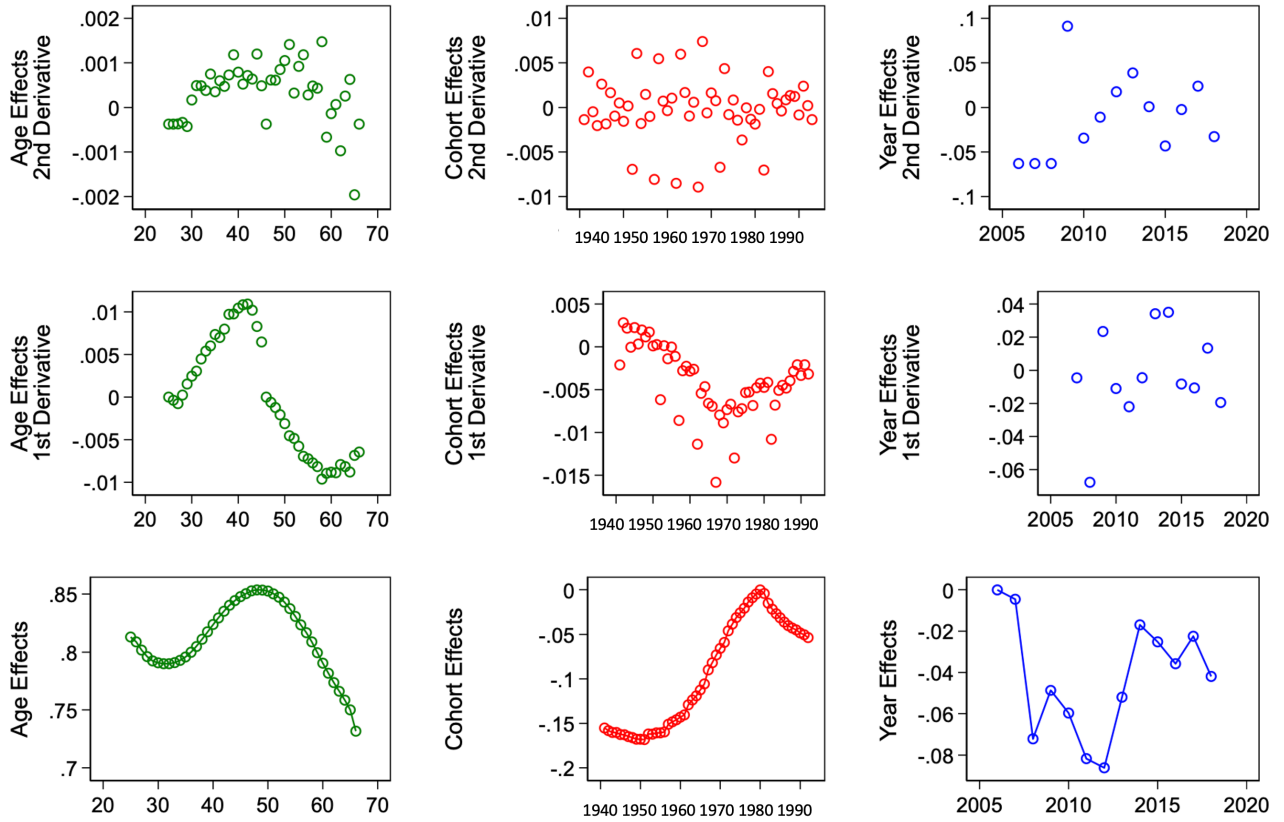 Age Effects
2nd Derivative
.002
.001
0
-.001
-.002
20 30 40 50 60 70
Cohort Effects
2nd Derivative
.01
.005
0
-.005
-.01
1940 1950 1960 1970 1980 1990
Year Effects
2nd Derivative
.1
.05
0
-.05
-.1
2005 2010 2015 2020
Age Effects
1st Derivative
.01
.005
0
-.005
-.01
20 30 40 50 60 70
Cohort Effects
1st Derivative
.005
0
-.005
-.01
-.015
1940 1950 1960 1970 1980 1990
Year Effects
1st Derivative
.04
.02
0
-.02
-.04
-.06
2005 2010 2015 2020
Age Effects
.85
.8
.75
.7
20 30 40 50 60 70
Cohort Effects
0
-.05
-.1
-.15
-.2
1940 1950 1960 1970 1980 1990
Year Effects
0
-.02
-.04
-.06
-.08
2005 2010 2015 2020